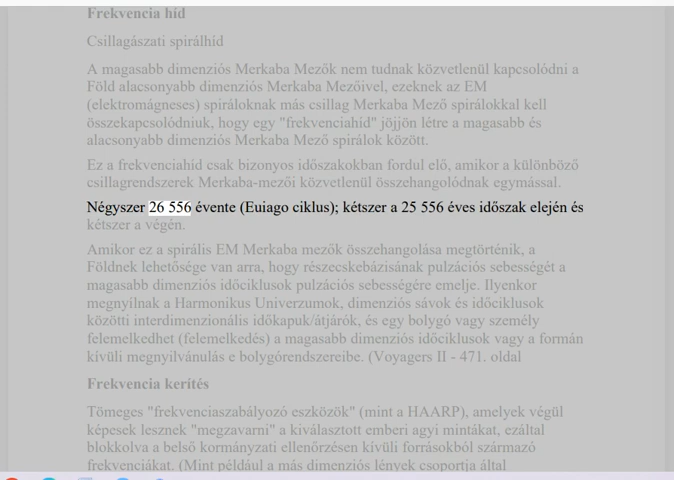 Frekvencia híd
Csillagászati spirálhíd
A magasabb dimenziós Merkaba Mezők nem tudnak közvetlenül kapcsolódni a
Föld alacsonyabb dimenziós Merkaba Mezőivel, ezeknek az EM
(elektromágneses) spiráloknak más csillag Merkaba Mező spirálokkal kell
összekapcsolódniuk, hogy egy "frekvenciahíd" jöjjön létre a magasabb és
alacsonyabb dimenziós Merkaba Mező spirálok között.
Ez a frekvenciahíd csak bizonyos időszakokban fordul elő, amikor a különböző
csillagrendszerek Merkaba-mezői közvetlenül összehangolódnak egymással.
Négyszer 26 556 évente (Euiago ciklus); kétszer a 25 556 éves időszak elején és
kétszer a végén.
Amikor ez a spirális EM Merkaba mezők összehangolása megtörténik, a
Földnek lehetősége van arra, hogy részecskebázisának pulzációs sebességét a
magasabb dimenziós időciklusok pulzációs sebességére emelje. Ilyenkor
megnyílnak a Harmonikus Univerzumok, dimenziós sávok és időciklusok
közötti interdimenzionális időkapuk/átjárók, és egy bolygó vagy személy
felemelkedhet (felemelkedés) a magasabb dimenziós időciklusok vagy a formán
kívüli megnyilvánulás e bolygórendszereibe. (Voyagers II - 471. oldal
Frekvencia kerítés
Tömeges "frekvenciaszabályozó eszközök" (mint a HAARP), amelyek végül
képesek lesznek "megzavarni" a kiválasztott emberi agyi mintákat, ezáltal
blokkolva a belső kormányzati ellenőrzésen kívüli forrásokból származó
frekvenciákat. (Mint például a más dimenziós lények csoportja által